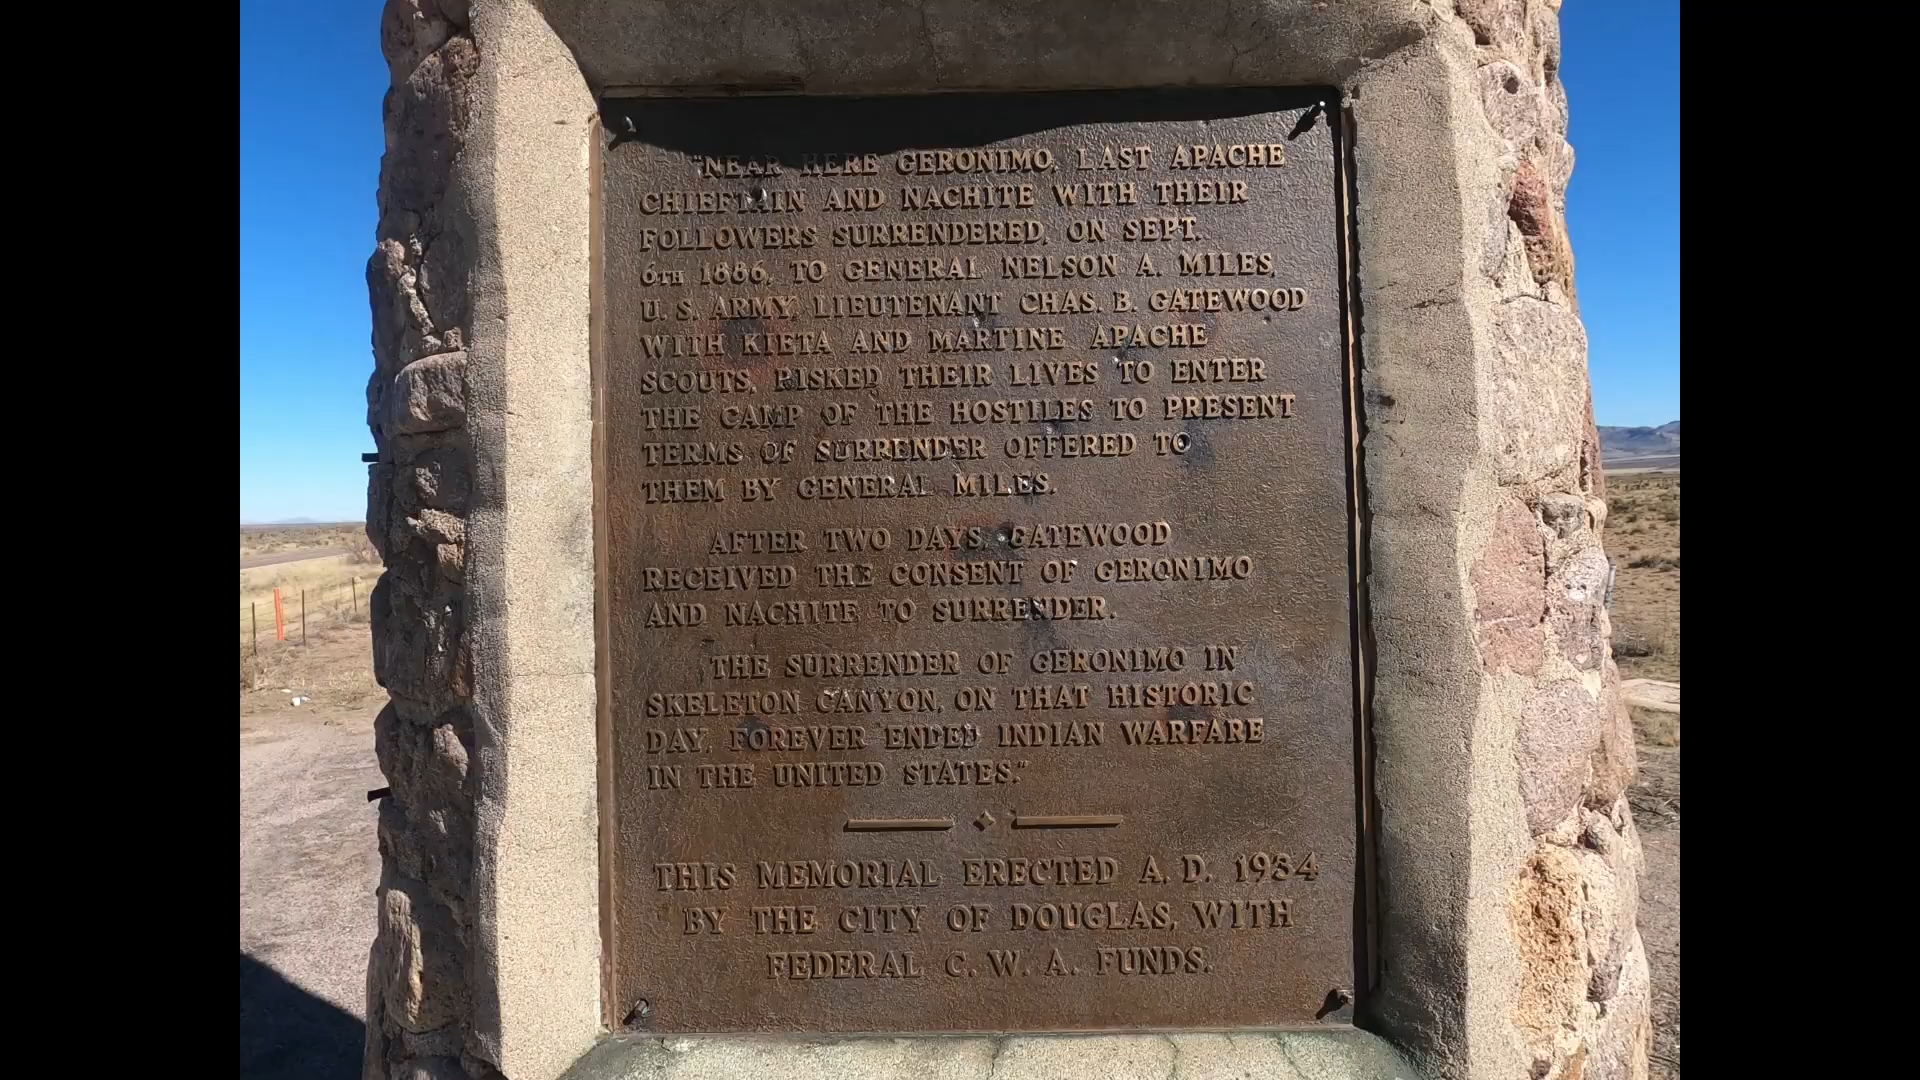 "NEAR HERE GERONIMO, LAST APACHE
CHIEFTAIN AND NACHITE WITH THEIR
FOLLOWERS SURRENDERED, ON SEPT.
6TH 1886, TO GENERAL NELSON A. MILES,
U. S. ARMY, LIEUTENANT CHAS. B. GATEWOOD
WITH KIETA AND MARTINE APACHE
SCOUTS, RISKED THEIR LIVES TO ENTER
THE CAMP OF THE HOSTILES TO PRESENT
TERMS OF SURRENDER OFFERED TO
THEM BY GENERAL MILES.
AFTER TWO DAYS, GATEWOOD
RECEIVED THE CONSENT OF GERONIMO
AND NACHITE TO SURRENDER.
THE SURRENDER OF GERONIMO IN
SKELETON CANYON, ON THAT HISTORIC
DAY, FOREVER ENDED INDIAN WARFARE
IN THE UNITED STATES."
THIS MEMORIAL ERECTED A. D. 1934
BY THE CITY OF DOUGLAS, WITH
FEDERAL C. W. A. FUNDS.